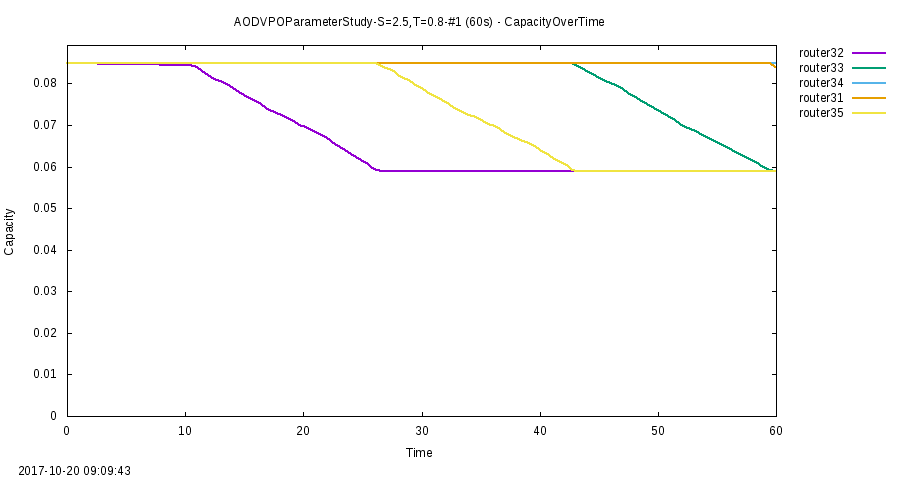 AODVPOParameterStudy-S=2.5,T=0.8-#1 (60s) - CapacityOverTime
router32
router33
router34
router31
router35
0.08
0.07
0.06
0.05
0.04
0.03
0.02
0.01
0
Capacity
0 10 20 30 40 50 60
Time
2017-10-20 09:09:43